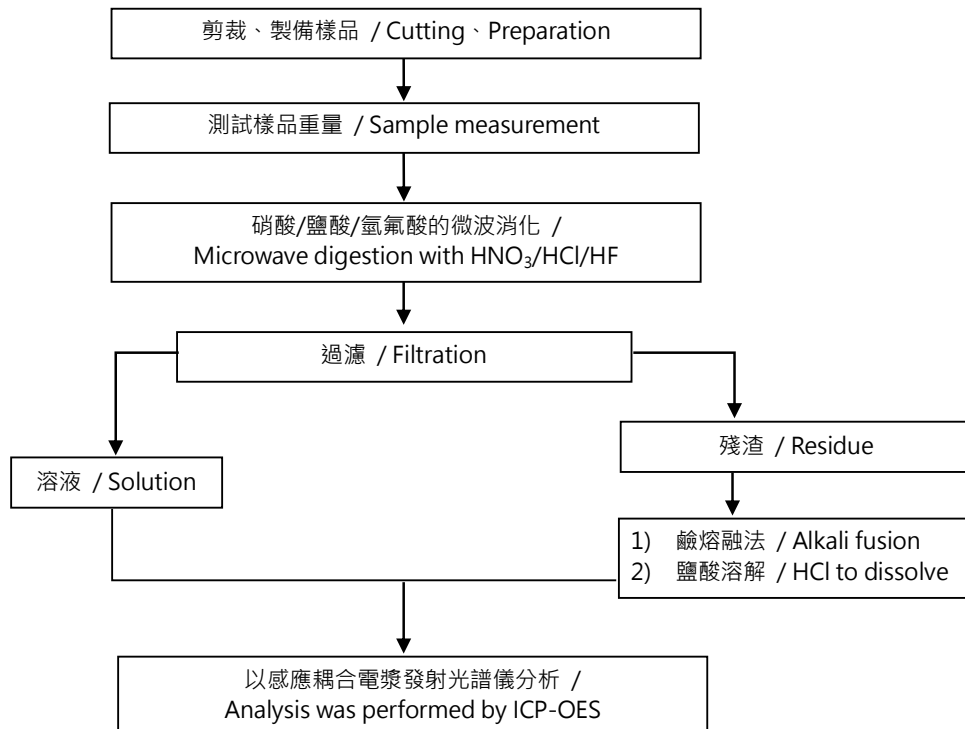 剪裁、製備樣品 / Cutting、Preparation
測試樣品重量 / Sample measurement
硝酸/鹽酸/氫氟酸的微波消化 /
Microwave digestion with HNO₃/HCl/HF
過濾 / Filtration
溶液 / Solution
殘渣 / Residue
1) 鹼熔融法 / Alkali fusion
2) 鹽酸溶解 / HCl to dissolve
以感應耦合電漿發射光譜儀分析 /
Analysis was performed by ICP-OES